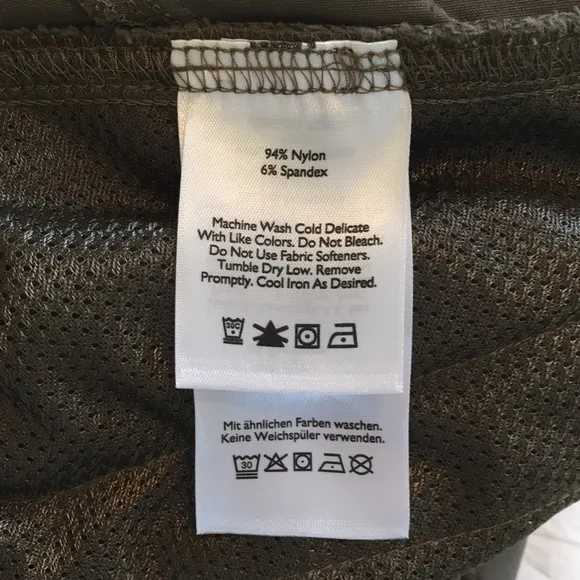 94% Nylon
6% Spandex
Machine Wash Cold Delicate
With Like Colors. Do Not Bleach.
Do Not Use Fabric Softeners.
Tumble Dry Low. Remove
Promptly. Cool Iron As Desired.
30C
Mit ähnlichen Farben waschen.
Keine Weichspüler verwenden.
30